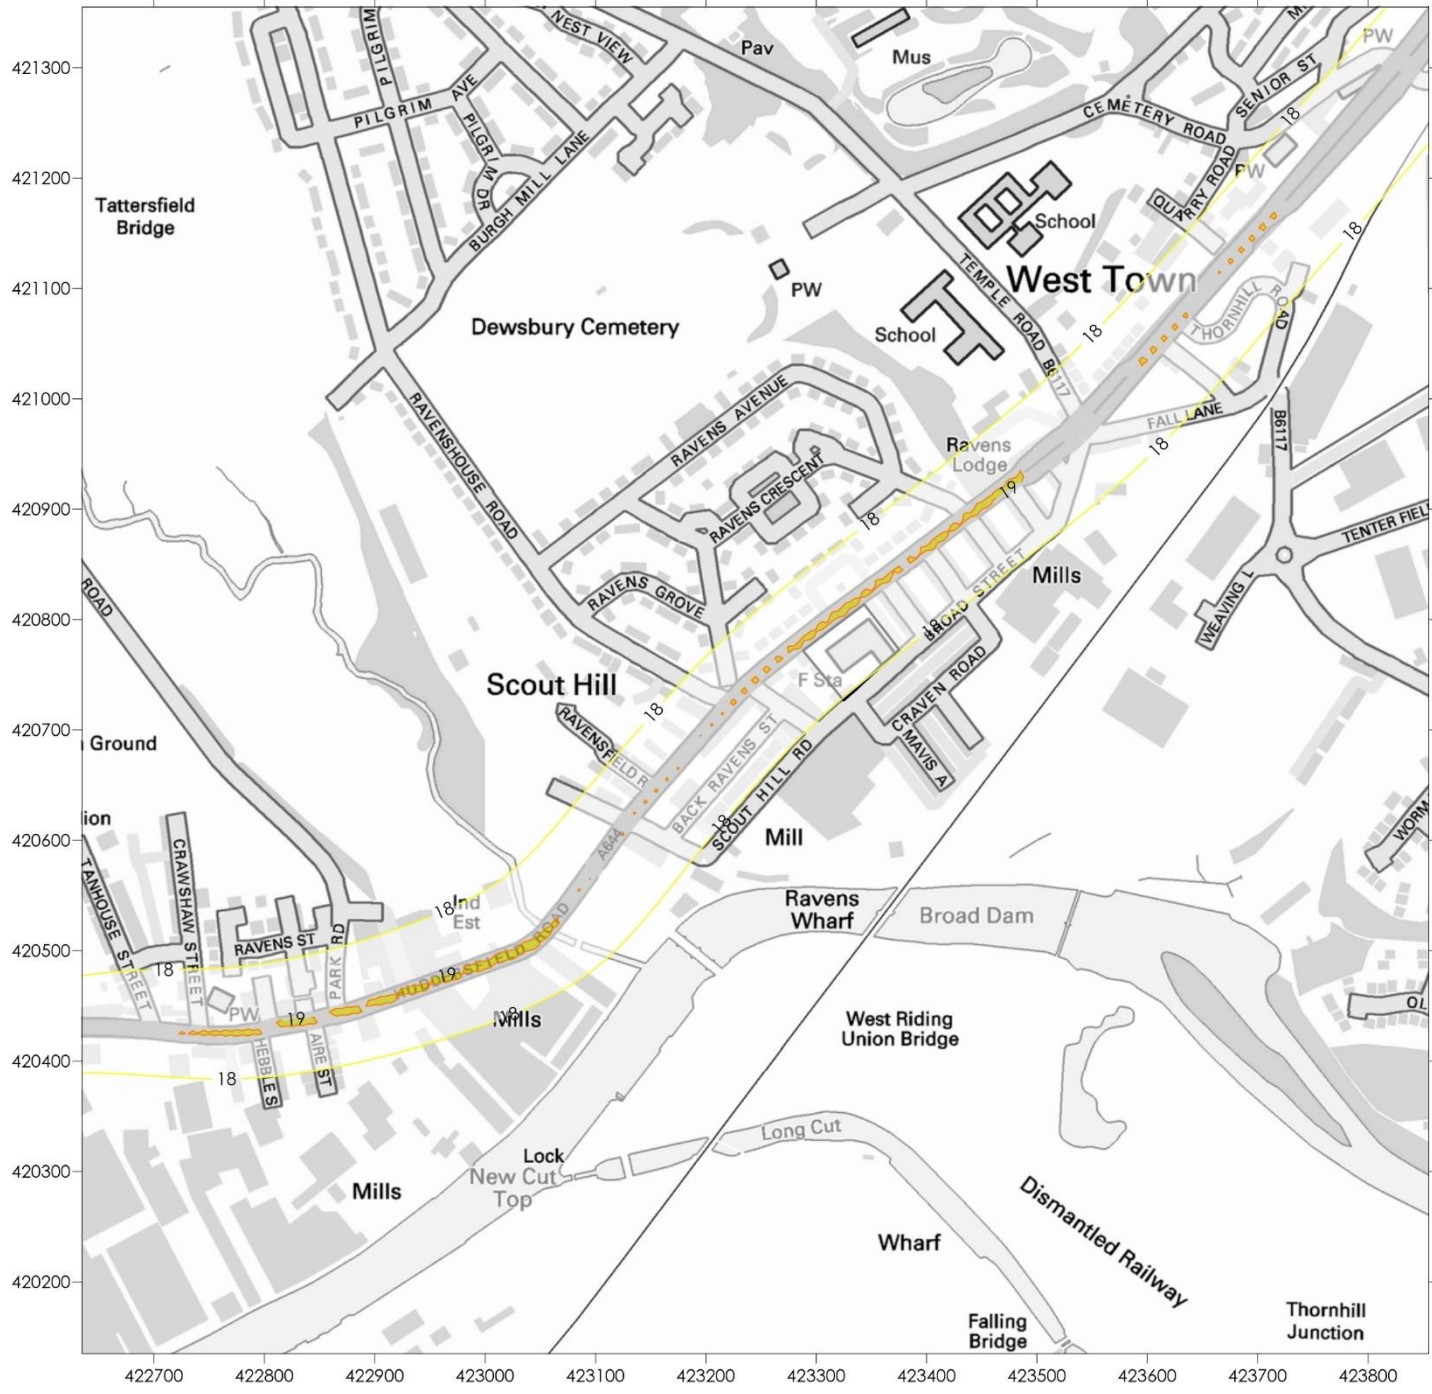 NEST VIEW
Pav
Mus
PW
421300
PILGRIM
SENIOR ST
PILGRIM AVE
CEMETERY ROAD
18
PILGRIM DR
BURGH MILL LANE
PW
421200
QUARRY ROAD
Tattersfield
Bridge
School
18
West Town
PW
421100
TEMPLE ROAD B6117
THORNHILL ROAD
Dewsbury Cemetery
School
18
421000
RAVENSHOUSE ROAD
RAVENS AVENUE
FALL LANE
B6117
Ravens
Lodge
18
RAVENS CRESCENT
19
420900
18
TENTER FIEL
ROAD
RAVENS GROVE
BROAD STREET
Mills
WEAVING L
420800
18
Scout Hill
F Sta
CRAVEN ROAD
18
RAVENSFIELD R
420700
BACK RAVENS ST
MAVIS A
Ground
SCOUT HILL RD
ion
18
420600
A644
Mill
WORM
TANHOUSE STREET
CRAWSHAW STREET
Ravens
Wharf
Broad Dam
18
Ind
Est
RAVENS ST
PARK RD
420500
18
19
HUDDERSFIELD ROAD
PW
19
18
Mills
OL
West Riding
Union Bridge
420400
18
HEBBLE S
AIRE ST
Long Cut
Lock
420300
New Cut
Top
Mills
Dismantled Railway
Wharf
420200
Falling
Bridge
Thornhill
Junction
422700 422800 422900 423000 423100 423200 423300 423400 423500 423600 423700 423800